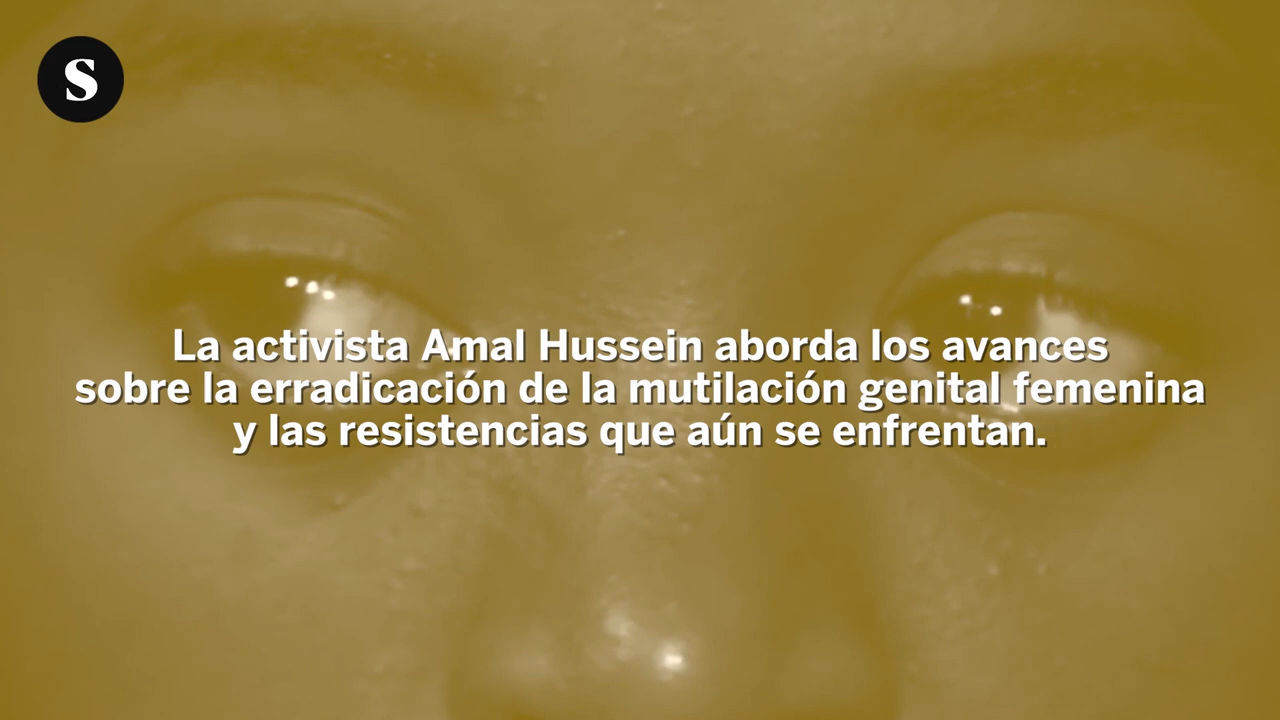 S
La activista Amal Hussein aborda los avances
sobre la erradicación de la mutilación genital femenina
y las resistencias que aún se enfrentan.